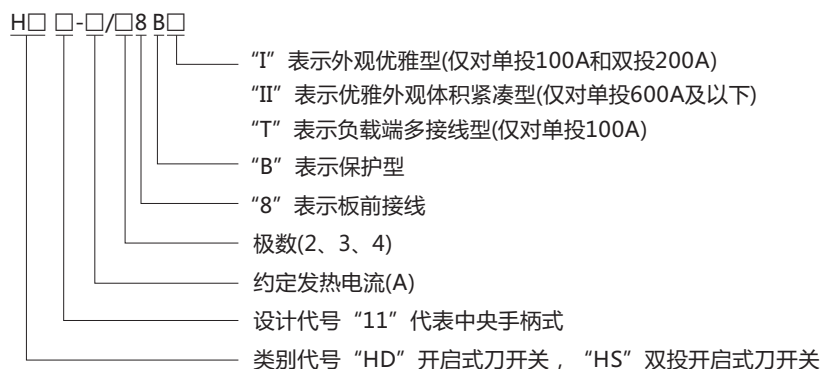 H□ □-□/□8 B□
“I”表示外观优雅型(仅对单投100A和双投200A)
“II”表示优雅外观体积紧凑型(仅对单投600A及以下)
“T”表示负载端多接线型(仅对单投100A)
“B”表示保护型
“8”表示板前接线
极数(2、3、4)
约定发热电流(A)
设计代号“11”代表中央手柄式
类别代号“HD”开启式刀开关，“HS”双投开启式刀开关